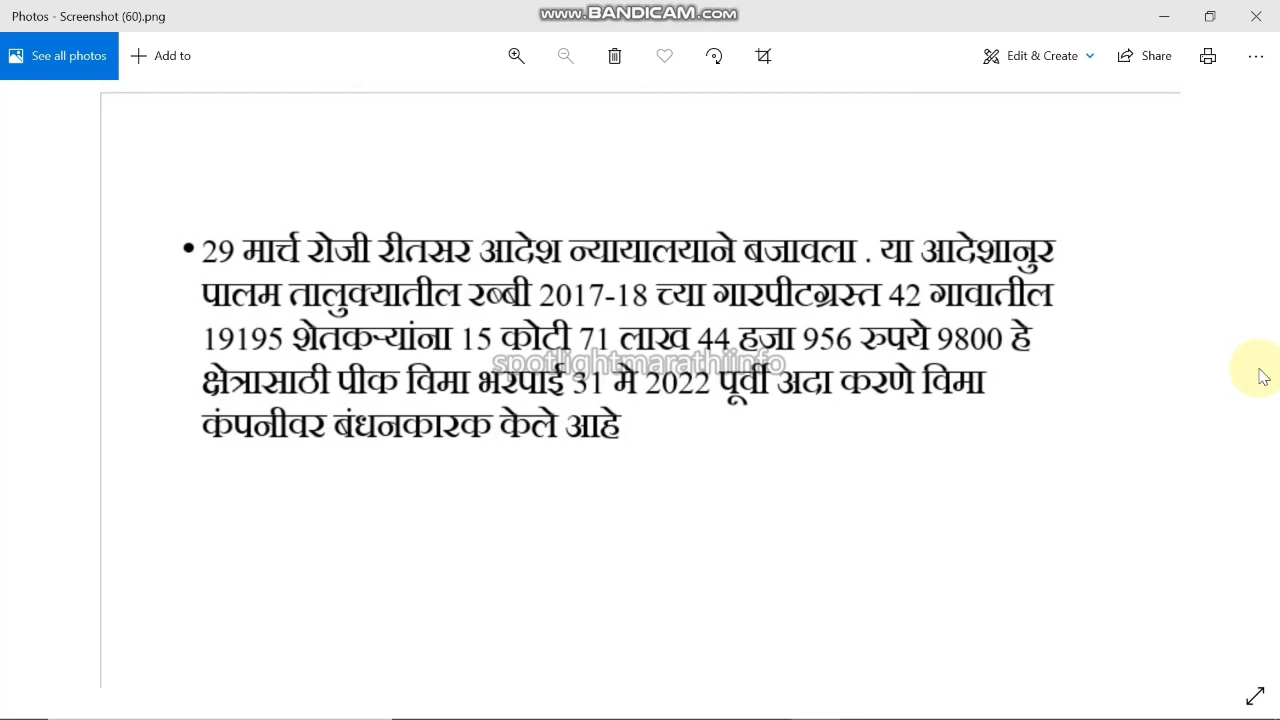 Photos - Screenshot (60).png
www.BANDICAM.com
See all photos
Add to
Edit & Create
Share
• 29 मार्च रोजी रीतसर आदेश न्यायालयाने बजावला . या आदेशानुर
पालम तालुक्यातील रब्बी 2017-18 च्या गारपीटग्रस्त 42 गावातील
19195 शेतकऱ्यांना 15 कोटी 71 लाख 44 हजा 956 रुपये 9800 हे
spotlightmarathiinfo
क्षेत्रासाठी पीक विमा भरपाई 31 मे 2022 पूर्वी अदा करणे विमा
कंपनीवर बंधनकारक केले आहे